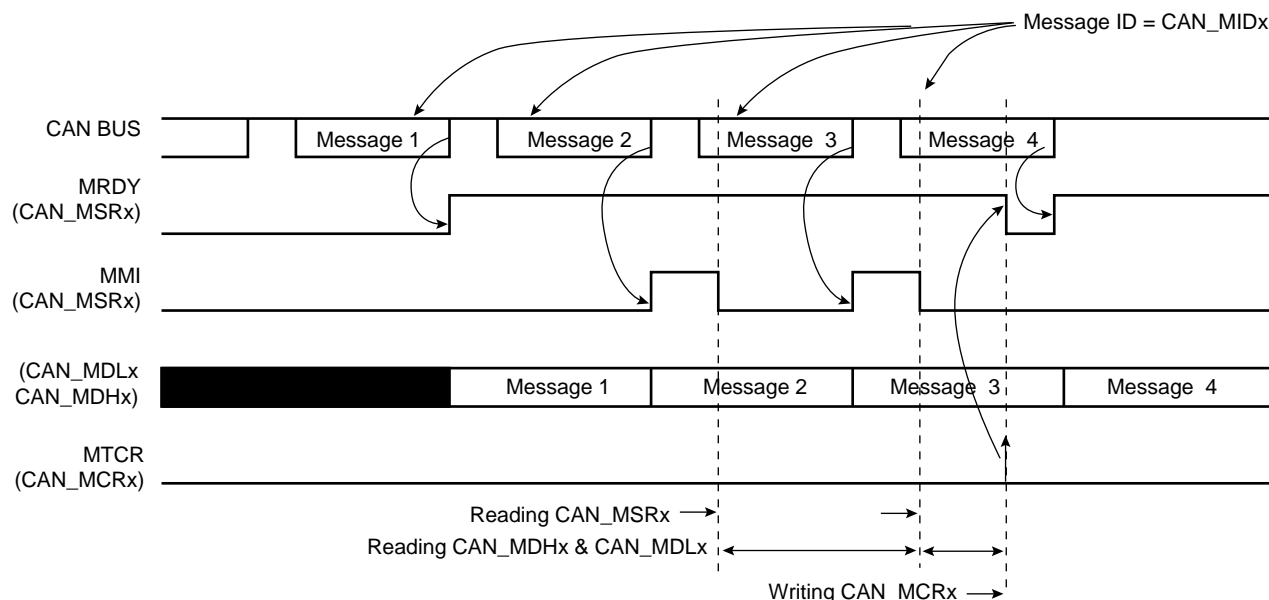 Message ID = CAN_MIDx
CAN BUS
Message 1
Message 2
Message 3
Message 4
MRDY
(CAN_MSRx)
MMI
(CAN_MSRx)
(CAN_MDLx
CAN_MDHx)
Message 1
Message 2
Message 3
Message 4
MTCR
(CAN_MCRx)
Reading CAN_MSRx
Reading CAN_MDHx & CAN_MDLx
Writing CAN_MCRx